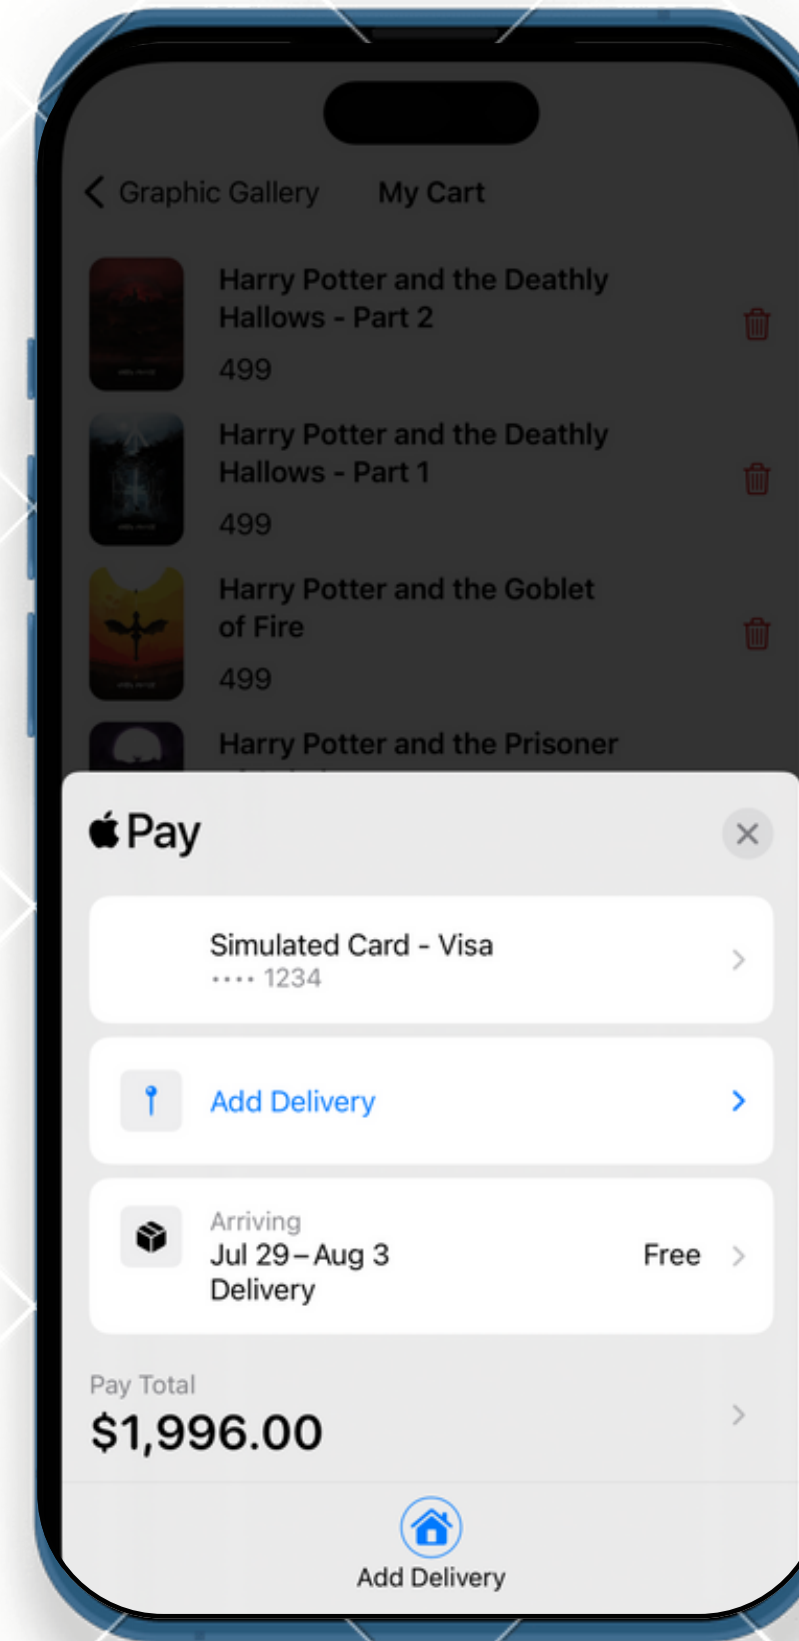 Graphic Gallery My Cart
Harry Potter and the Deathly
Hallows - Part 2
499
Harry Potter and the Deathly
Hallows - Part 1
499
Harry Potter and the Goblet
of Fire
499
Harry Potter and the Prisoner
Pay
Simulated Card - Visa
•••• 1234
Add Delivery
Arriving
Jul 29–Aug 3
Delivery
Free
Pay Total
$1,996.00
Add Delivery